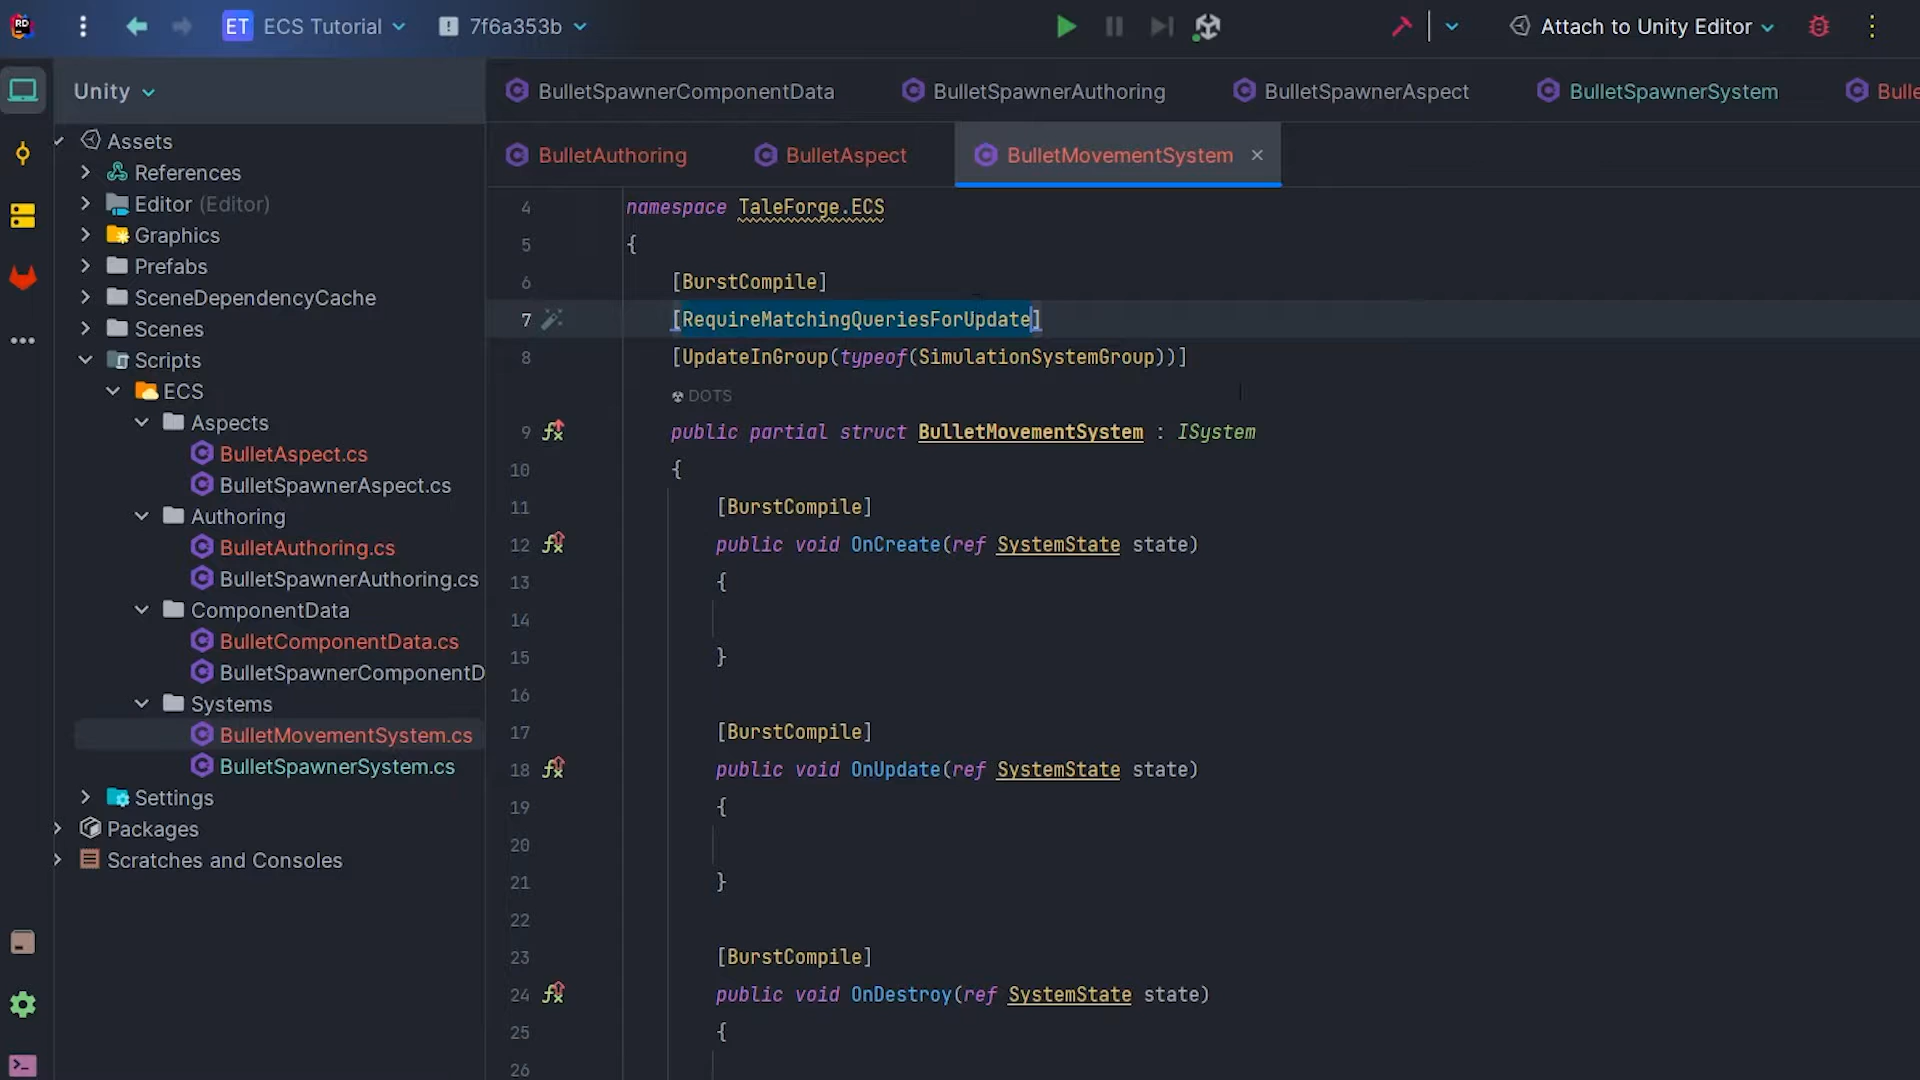 RD
ET ECS Tutorial
7f6a353b
Attach to Unity Editor
Unity
Assets
References
Editor (Editor)
Graphics
Prefabs
SceneDependencyCache
Scenes
Scripts
ECS
Aspects
BulletAspect.cs
BulletSpawnerAspect.cs
Authoring
BulletAuthoring.cs
BulletSpawnerAuthoring.cs
ComponentData
BulletComponentData.cs
BulletSpawnerComponentD
Systems
BulletMovementSystem.cs
BulletSpawnerSystem.cs
Settings
Packages
Scratches and Consoles
BulletSpawnerComponentData
BulletSpawnerAuthoring
BulletSpawnerAspect
BulletSpawnerSystem
Bulle
BulletAuthoring
BulletAspect
BulletMovementSystem
4 namespace TaleForge.ECS
5 {
6 [BurstCompile]
7 [RequireMatchingQueriesForUpdate]
8 [UpdateInGroup(typeof(SimulationSystemGroup))]
DOTS
9 public partial struct BulletMovementSystem : ISystem
10 {
11 [BurstCompile]
12 public void OnCreate(ref SystemState state)
13 {
14
15 }
16
17 [BurstCompile]
18 public void OnUpdate(ref SystemState state)
19 {
20
21 }
22
23 [BurstCompile]
24 public void OnDestroy(ref SystemState state)
25 {
26